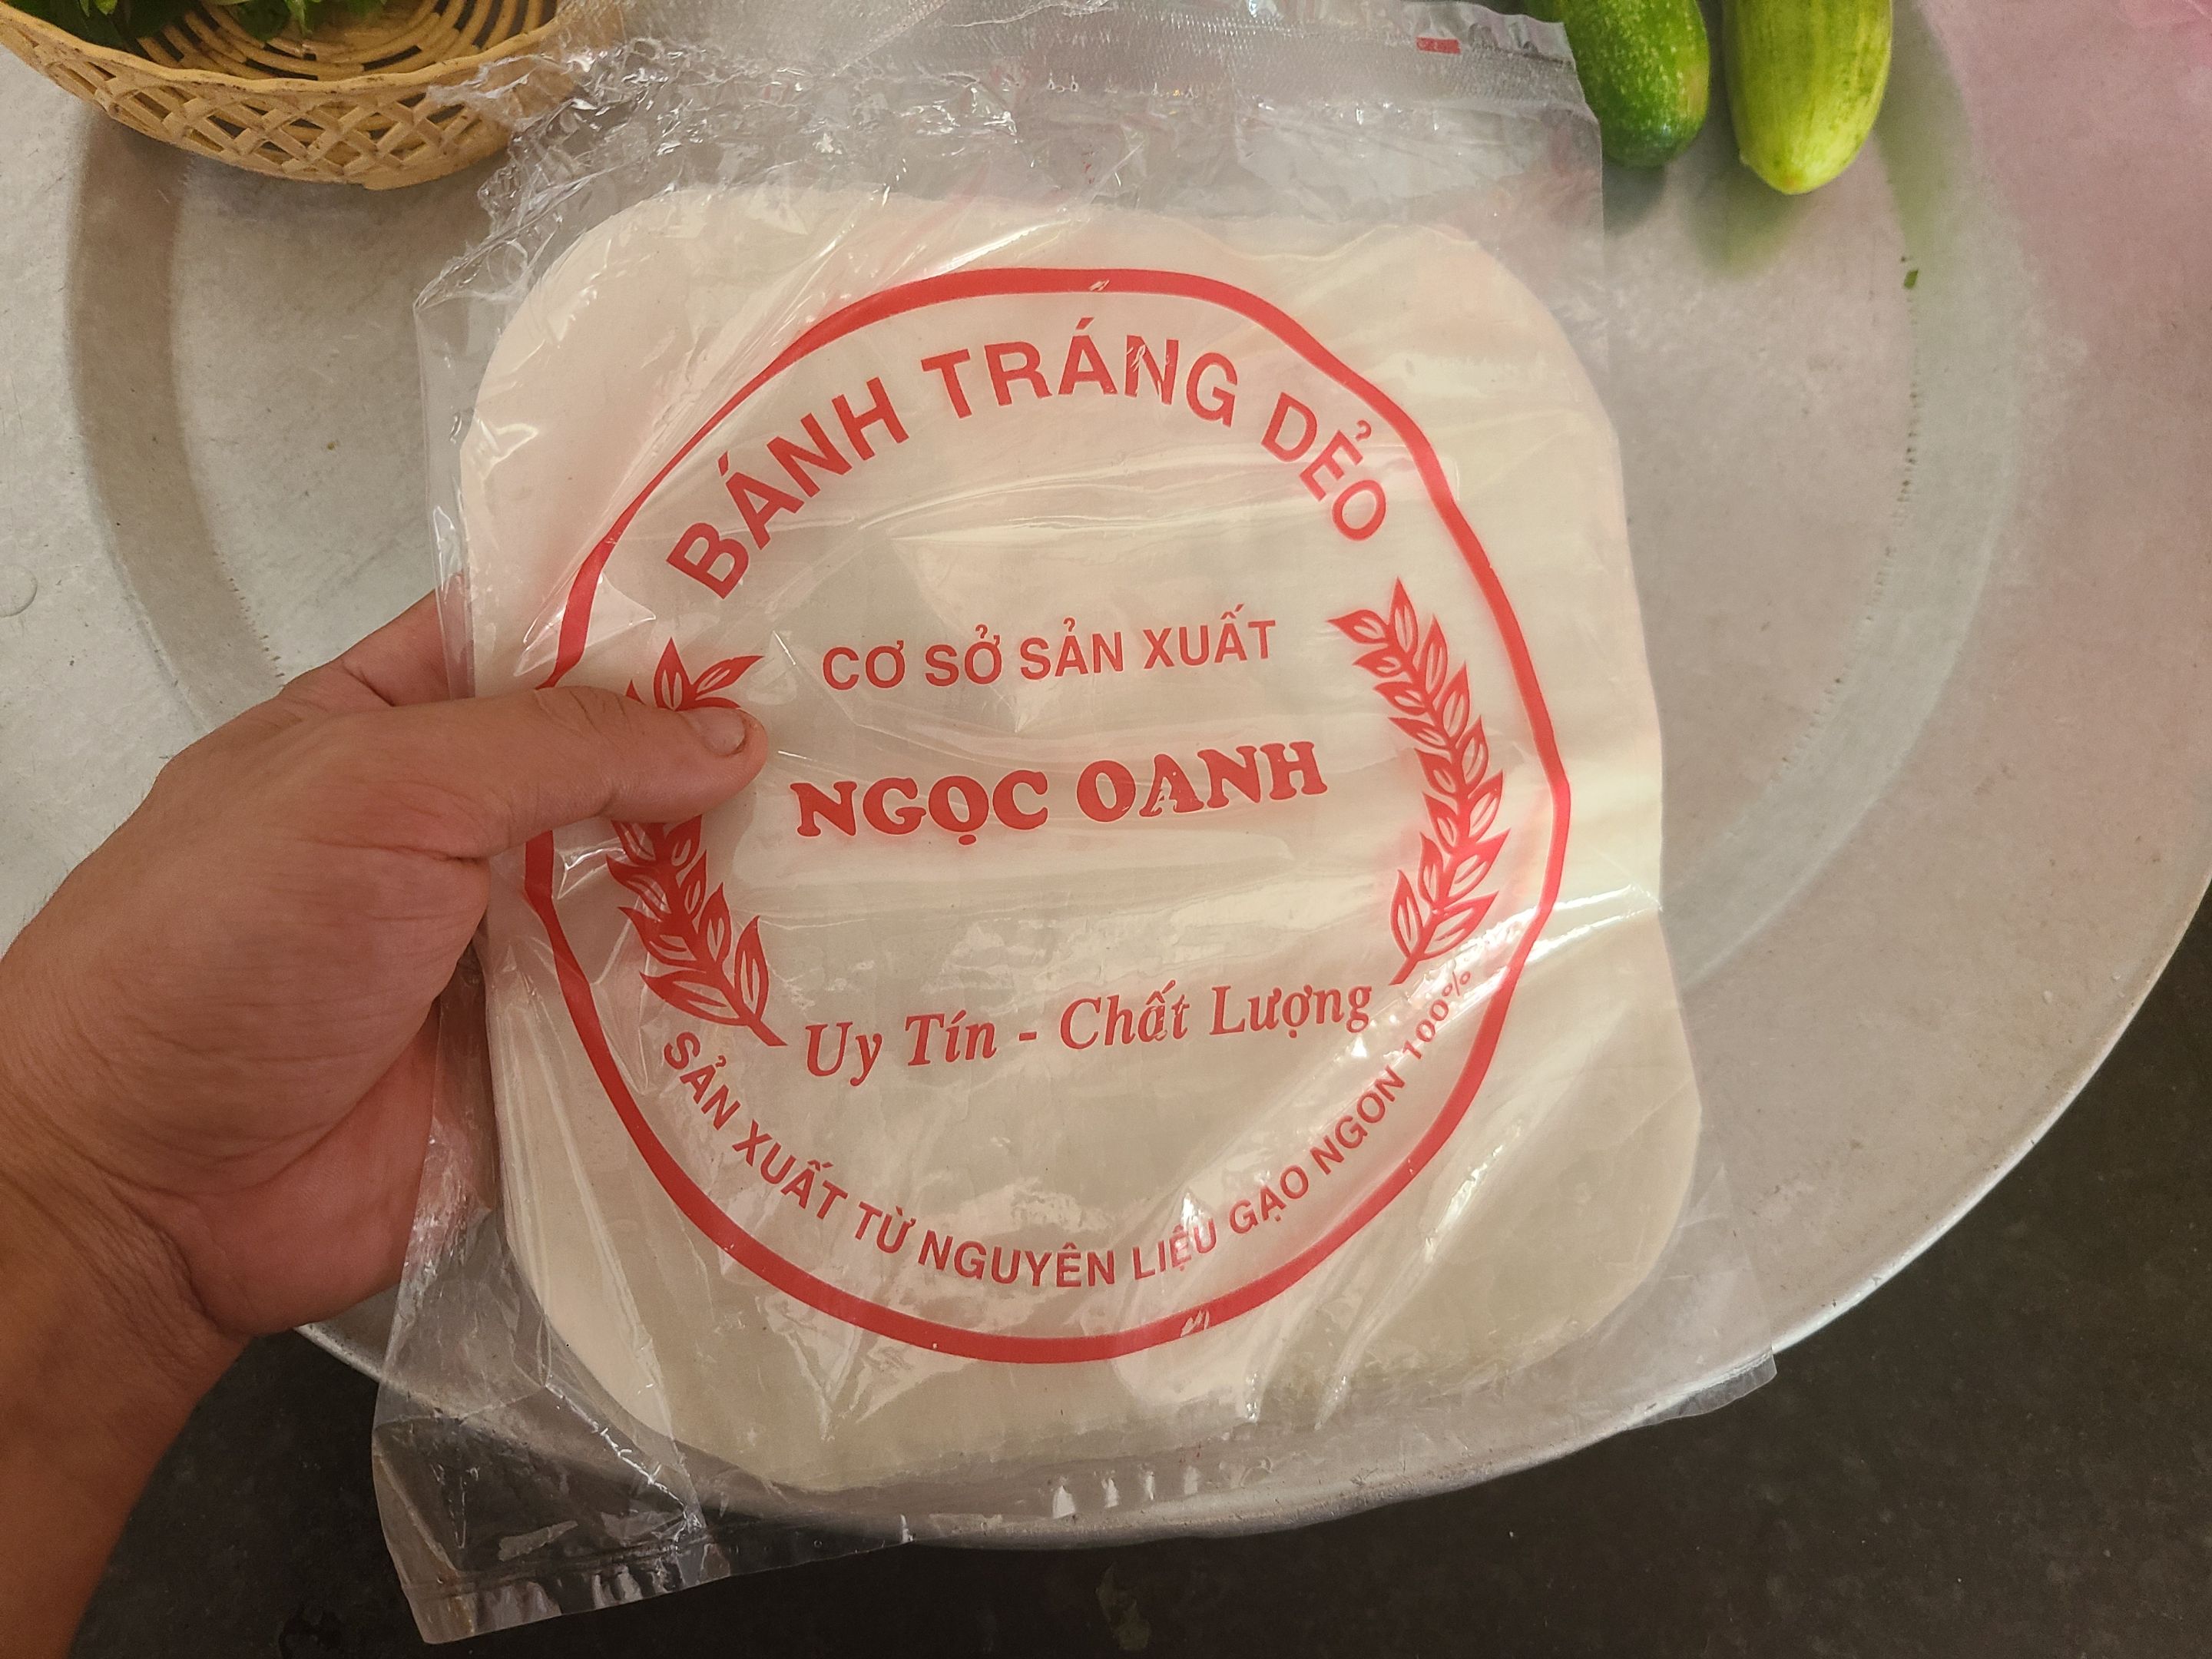 BÁNH TRÁNG DẺO
CƠ SỞ SẢN XUẤT
NGỌC OANH
Uy Tín - Chất Lượng
SẢN XUẤT TỪ NGUYÊN LIỆU GẠO NGON 100%